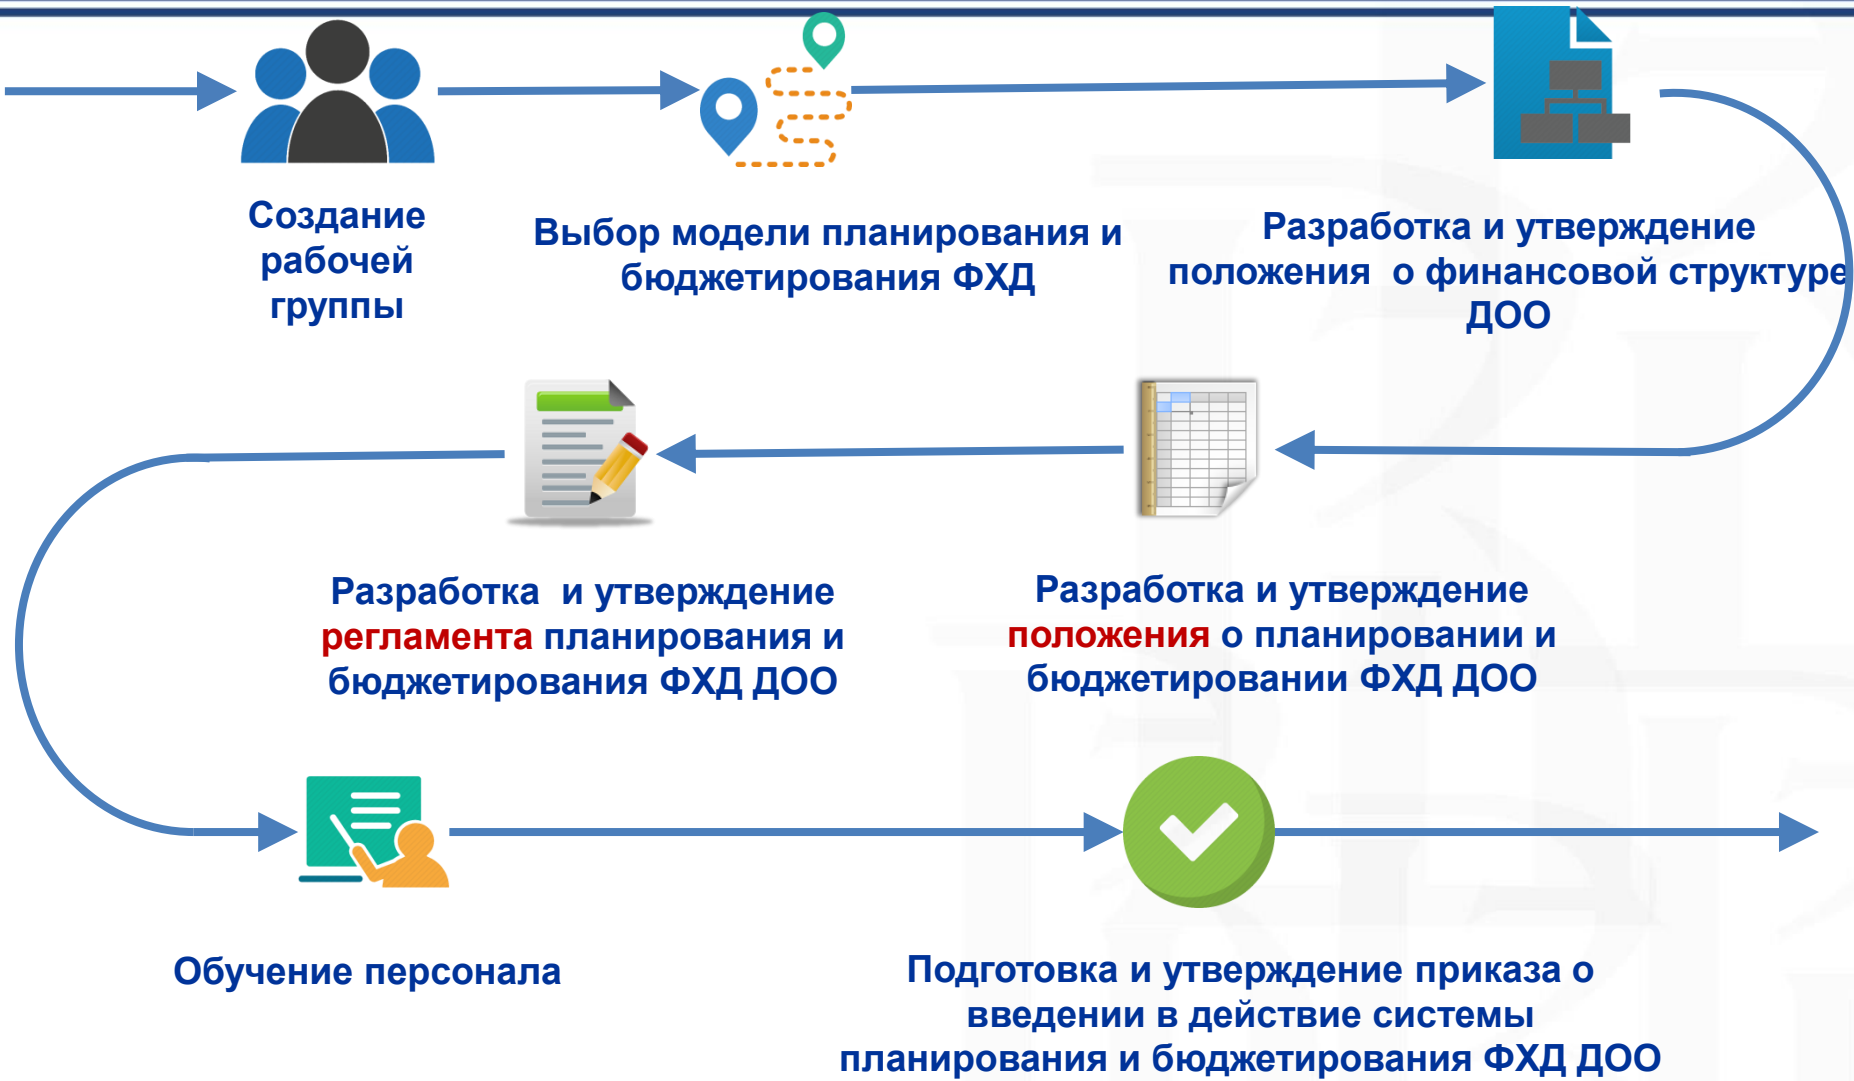 Создание
рабочей
группы
Выбор модели планирования и
бюджетирования ФХД
Разработка и утверждение
положения о финансовой структуре
ДОО
Разработка и утверждение
положения о планировании и
бюджетировании ФХД ДОО
Разработка и утверждение
регламента планирования и
бюджетирования ФХД ДОО
Обучение персонала
Подготовка и утверждение приказа о
введении в действие системы
планирования и бюджетирования ФХД ДОО